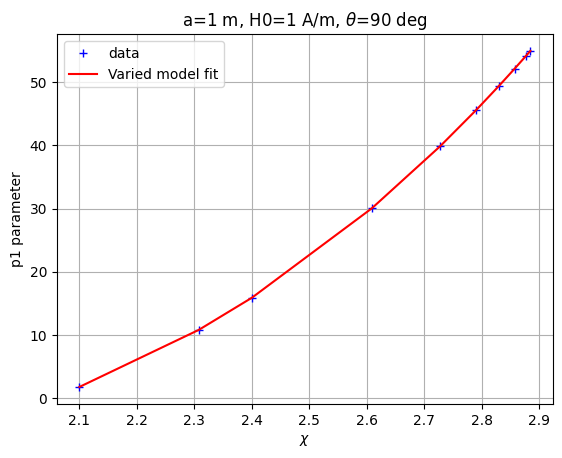 a=1 m, H0=1 A/m, θ=90 deg
data
Varied model fit
p1 parameter
50
40
30
20
10
0
2.1 2.2 2.3 2.4 2.5 2.6 2.7 2.8 2.9
χ